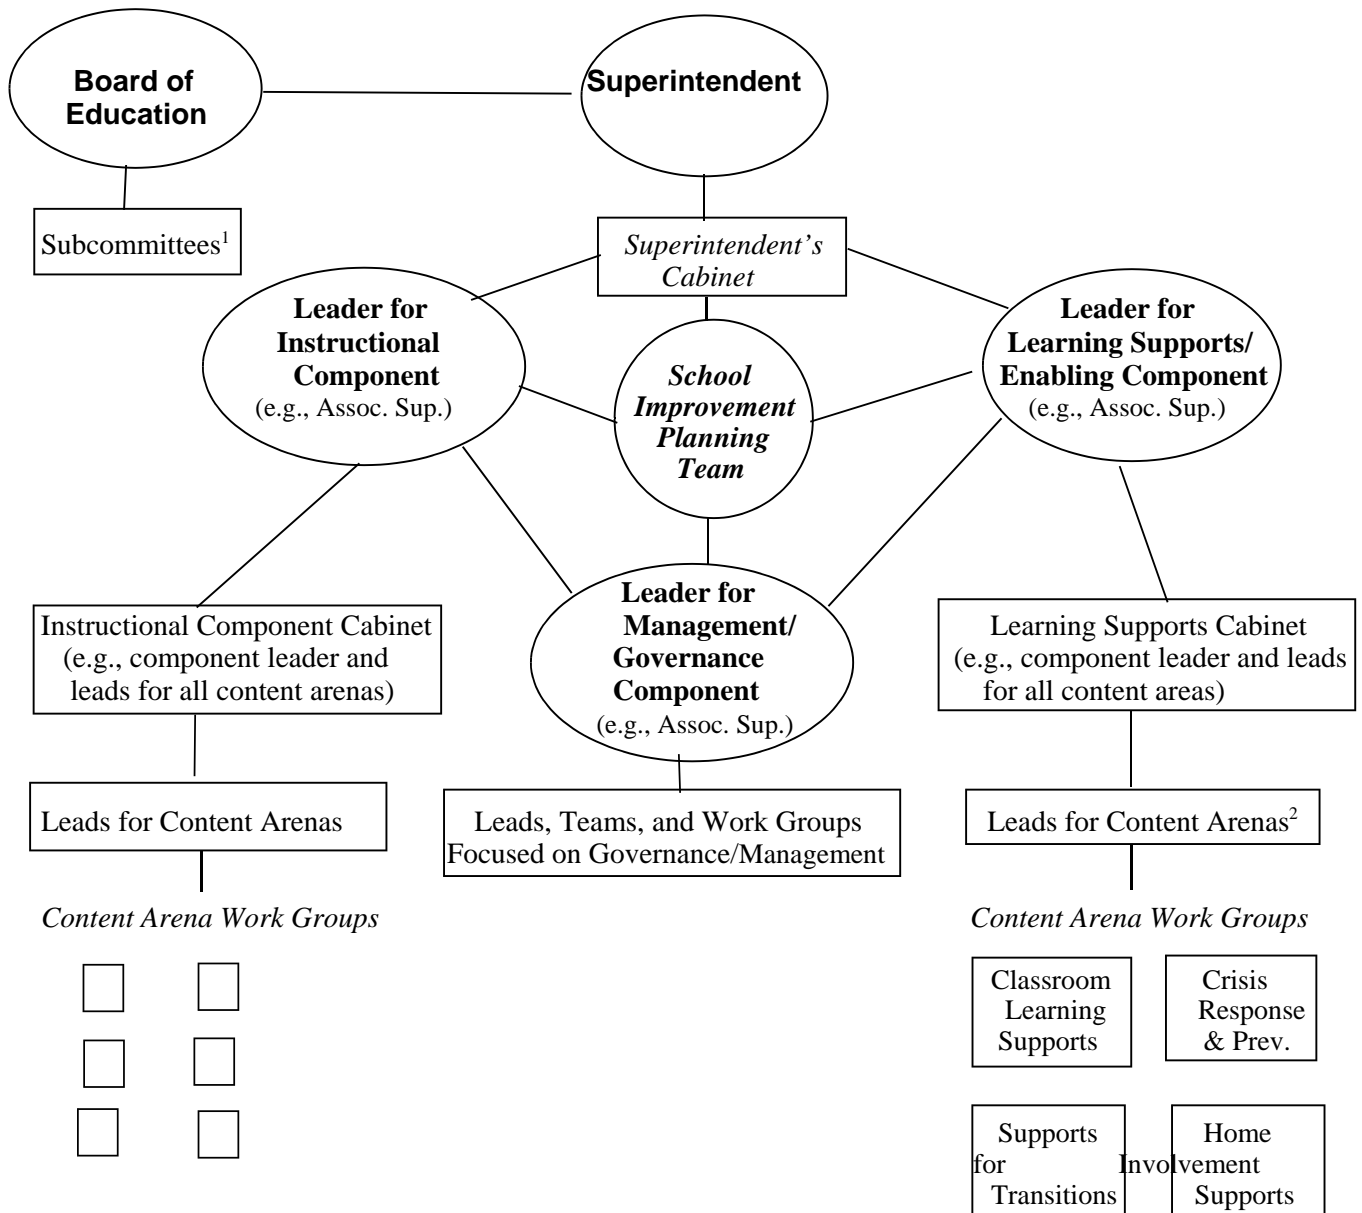 Board of
Education
Superintendent
Subcommittees¹
Superintendent’s
Cabinet
Leader for
Instructional
Component
(e.g., Assoc. Sup.)
School
Improvement
Planning
Team
Leader for
Learning Supports/
Enabling Component
(e.g., Assoc. Sup.)
Leader for
Management/
Governance
Component
(e.g., Assoc. Sup.)
Instructional Component Cabinet
(e.g., component leader and
leads for all content arenas)
Learning Supports Cabinet
(e.g., component leader and leads
for all content areas)
Leads for Content Arenas
Leads, Teams, and Work Groups
Focused on Governance/Management
Leads for Content Arenas²
Content Arena Work Groups
Content Arena Work Groups
Classroom
Learning
Supports
Crisis
Response
& Prev.
Supports
for
Transitions
Home
Involvement
Supports